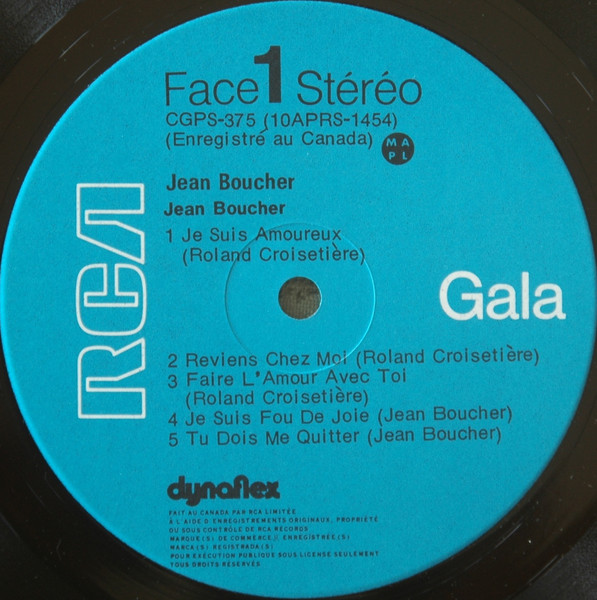 Face 1 Stéréo
CGPS-375 (10APRS-1454)
(Enregistré au Canada)
MA
PL
Jean Boucher
Jean Boucher
1 Je Suis Amoureux
(Roland Croisetière)
RCA
Gala
2 Reviens Chez Moi (Roland Croisetière)
3 Faire L'Amour Avec Toi
(Roland Croisetière)
4 Je Suis Fou De Joie (Jean Boucher)
5 Tu Dois Me Quitter (Jean Boucher)
dynaflex
FAIT AU CANADA PAR RCA LIMITÉE
À L'AIDE D'ENREGISTREMENTS ORIGINAUX, PROPRIÉTÉ
DU SOUS CONTRÔLE DE RCA RECORDS
MARQUE(S) DE COMMERCE ENREGISTRÉE(S)
MARCA(S) REGISTRADA(S)
POUR EXÉCUTION PUBLIQUE SOUS LICENSE SEULEMENT
TOUS DROITS RÉSERVÉS